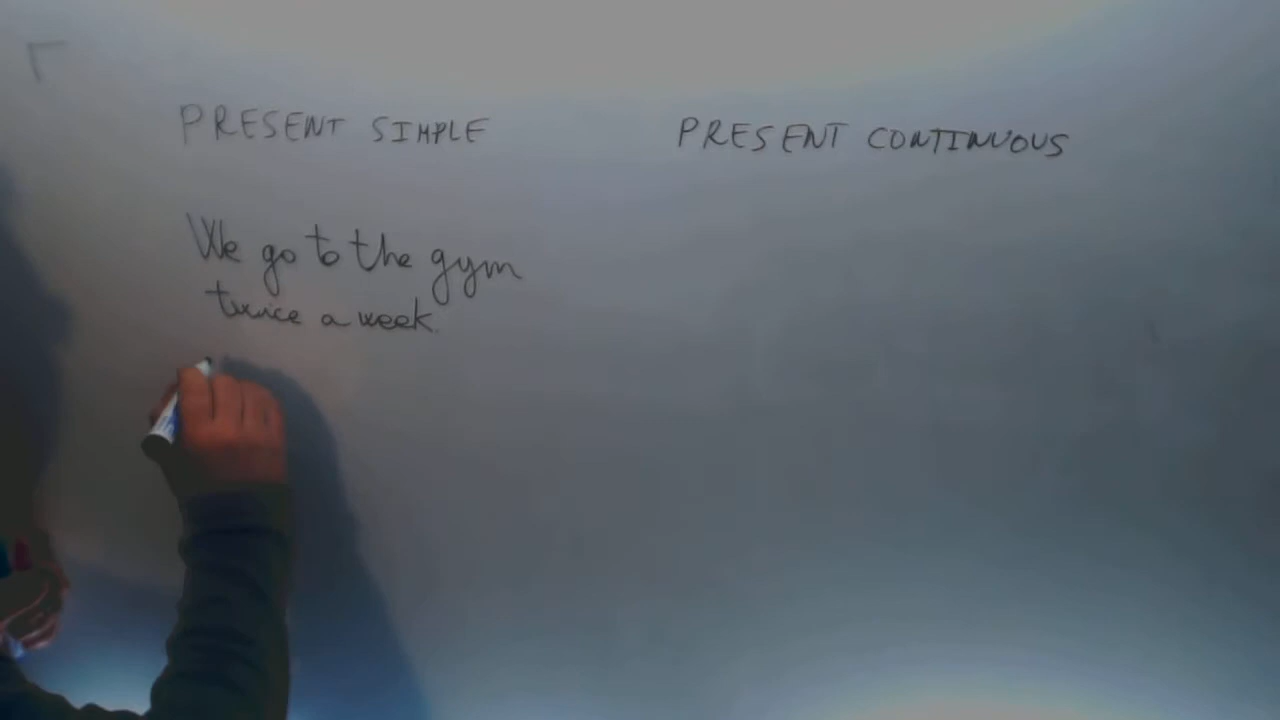 PRESENT SIMPLE
PRESENT CONTINUOUS
We go to the gym
twice a week.